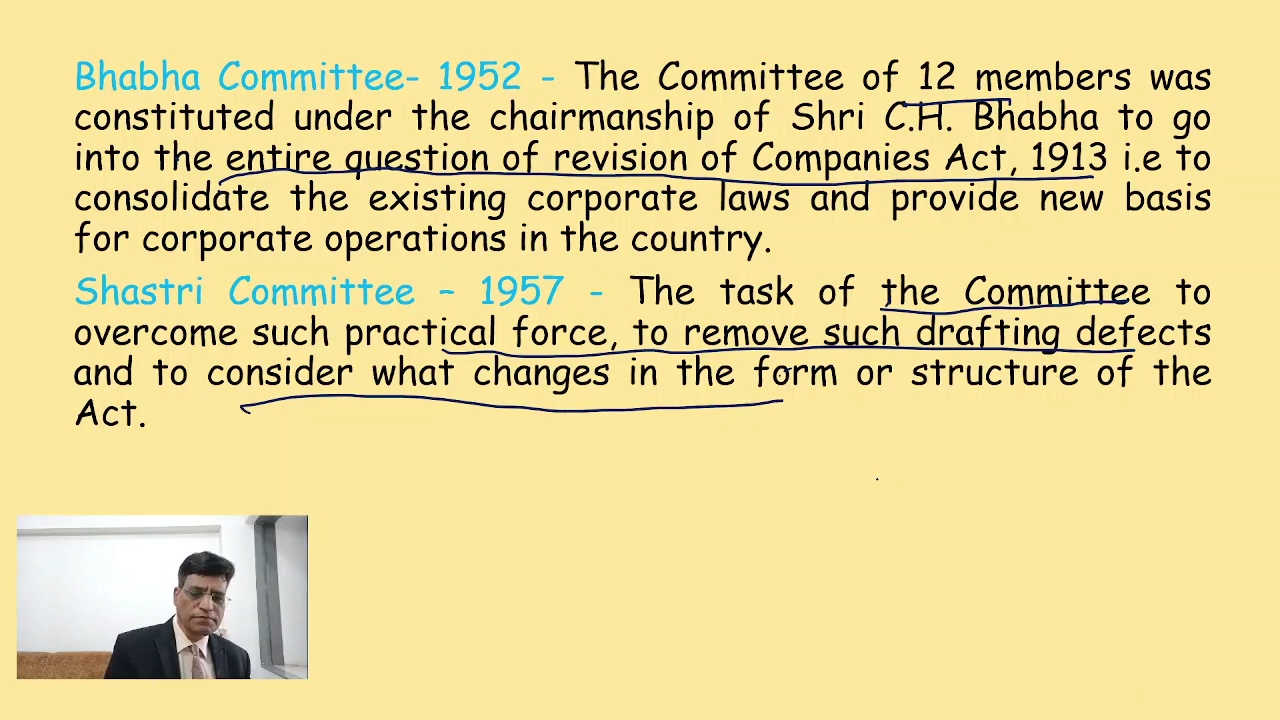 Bhabha Committee- 1952 - The Committee of 12 members was
constituted under the chairmanship of Shri C.H. Bhabha to go
into the entire question of revision of Companies Act, 1913 i.e to
consolidate the existing corporate laws and provide new basis
for corporate operations in the country.
Shastri Committee – 1957 - The task of the Committee to
overcome such practical force, to remove such drafting defects
and to consider what changes in the form or structure of the
Act.